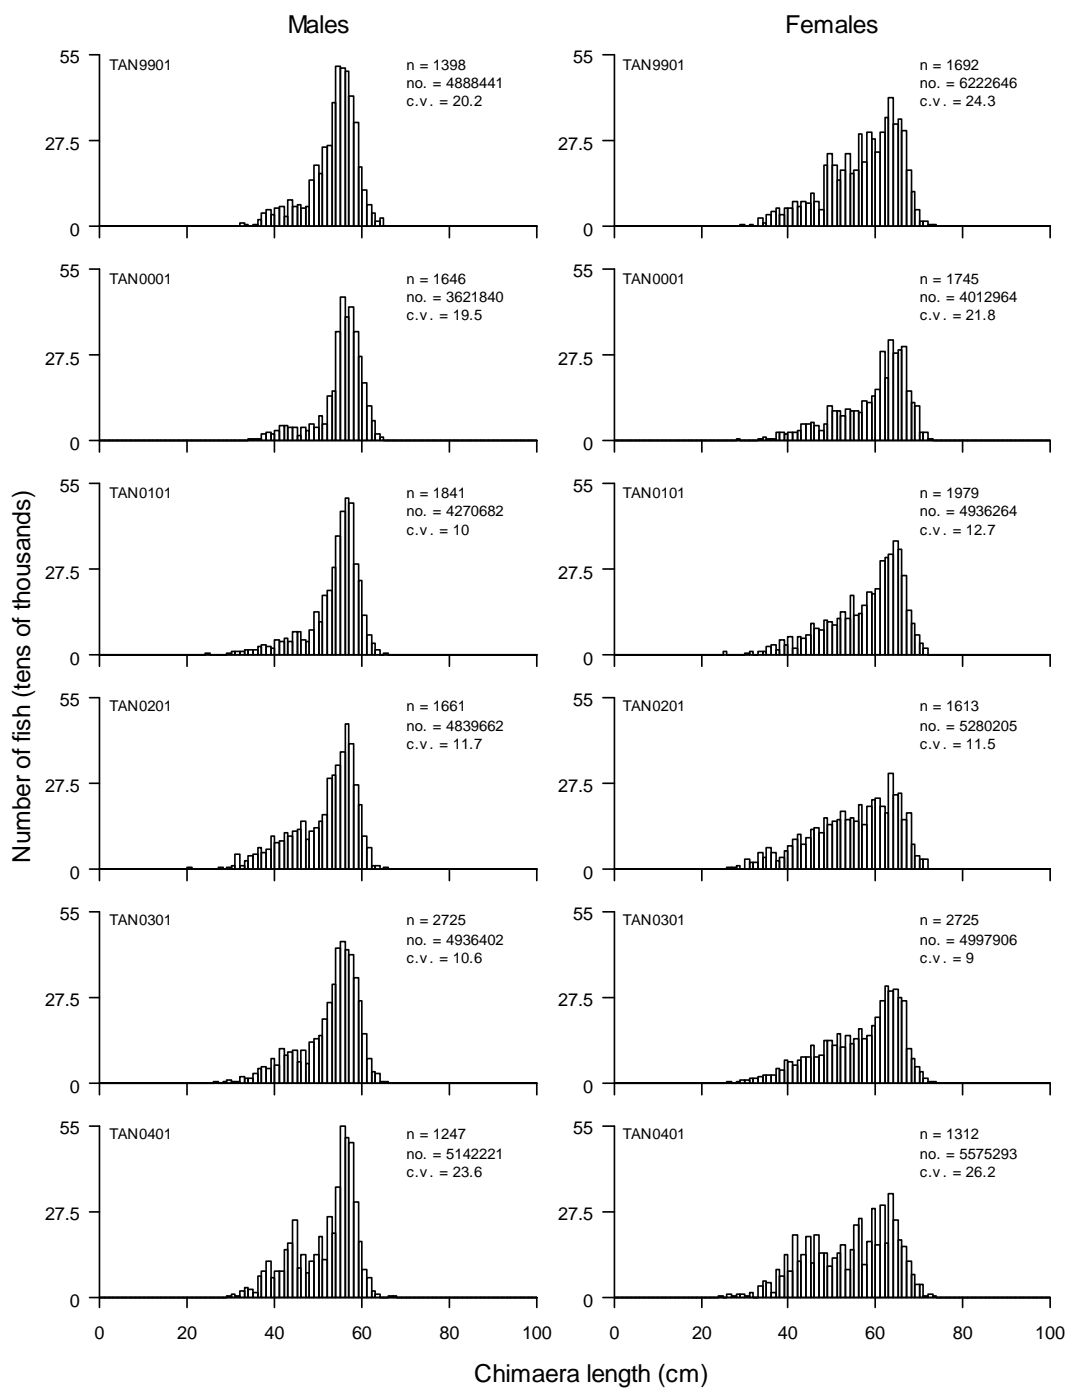 Males Females
55 TAN9901 n = 1398 55 TAN9901 n = 1692
no. = 4888441 no. = 6222646
c.v. = 20.2 c.v. = 24.3
27.5 27.5
0 0
55 TAN0001 n = 1646 55 TAN0001 n = 1745
no. = 3621840 no. = 4012964
c.v. = 19.5 c.v. = 21.8
27.5 27.5
0 0
55 TAN0101 n = 1841 55 TAN0101 n = 1979
no. = 4270682 no. = 4936264
c.v. = 10 c.v. = 12.7
27.5 27.5
0 0
Number of fish (tens of thousands)
55 TAN0201 n = 1661 55 TAN0201 n = 1613
no. = 4839662 no. = 5280205
c.v. = 11.7 c.v. = 11.5
27.5 27.5
0 0
55 TAN0301 n = 2725 55 TAN0301 n = 2725
no. = 4936402 no. = 4997906
c.v. = 10.6 c.v. = 9
27.5 27.5
0 0
55 TAN0401 n = 1247 55 TAN0401 n = 1312
no. = 5142221 no. = 5575293
c.v. = 23.6 c.v. = 26.2
27.5 27.5
0 0
0 20 40 60 80 100 0 40 60 80 100
Chimaera length (cm)